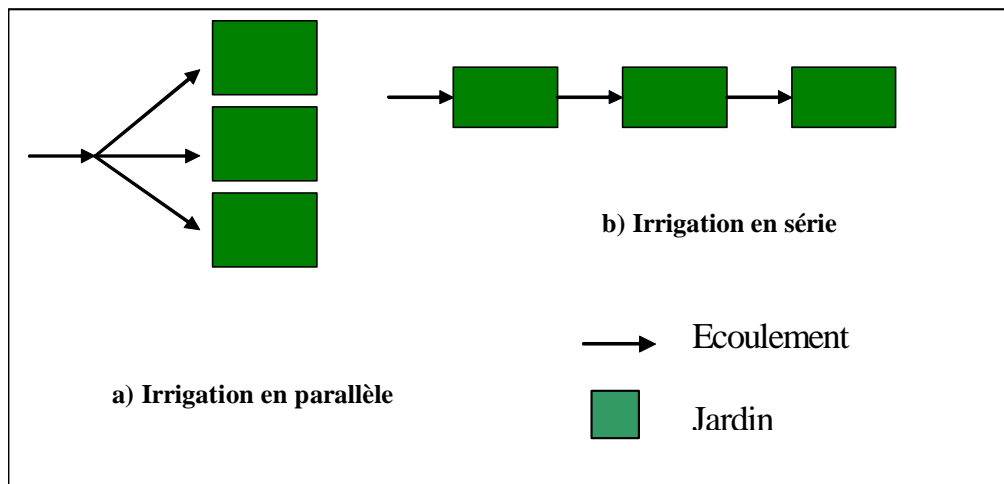 b) Irrigation en série
Ecoulement
a) Irrigation en parallèle
Jardin